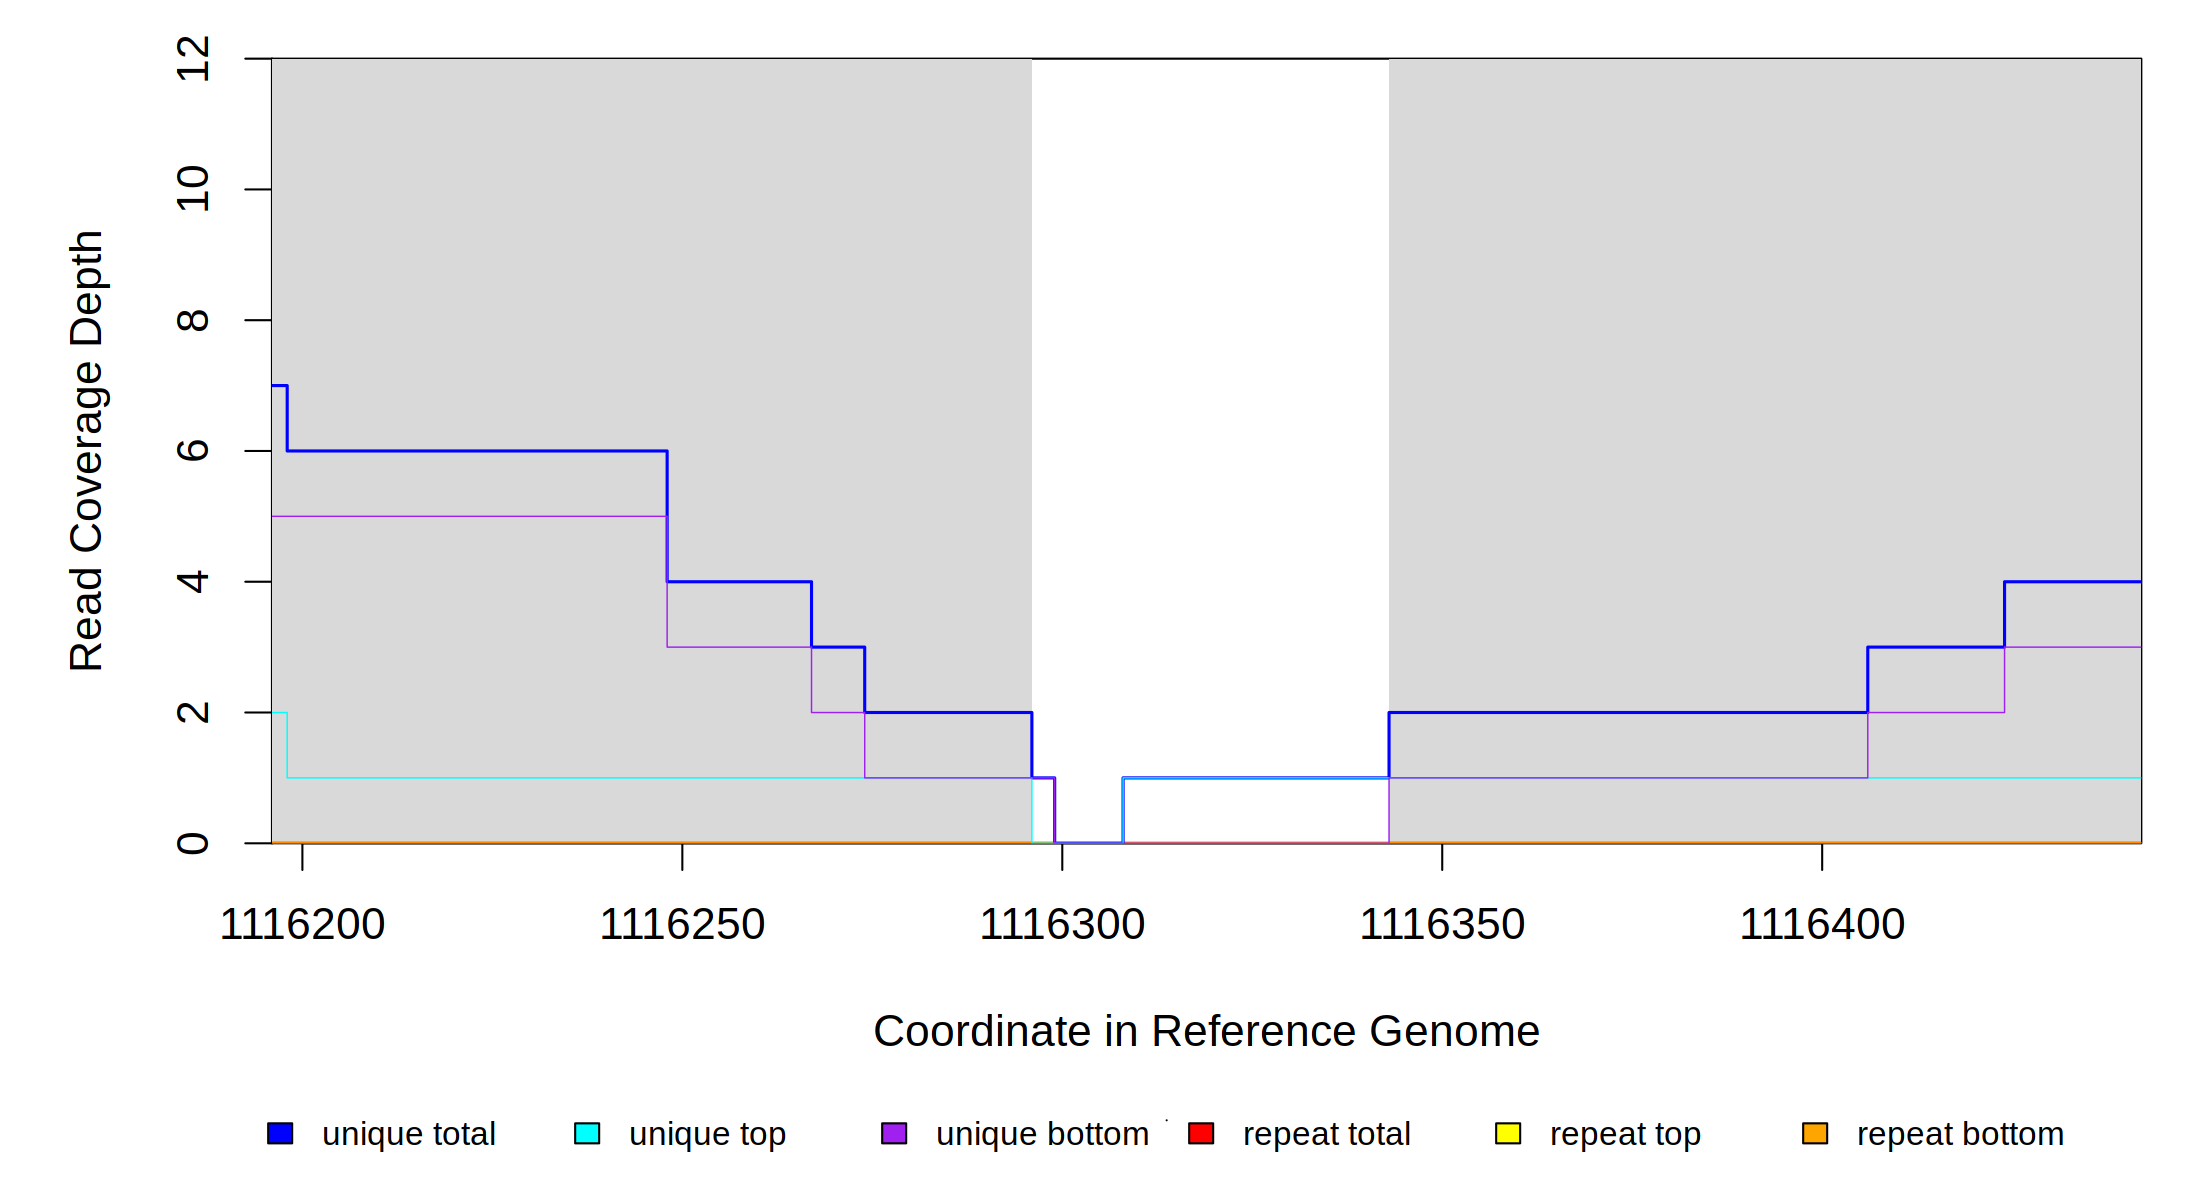 12
10
8
6
4
2
0
Read Coverage Depth
1116200 1116250 1116300 1116350 1116400
Coordinate in Reference Genome
unique total unique top unique bottom repeat total repeat top repeat bottom